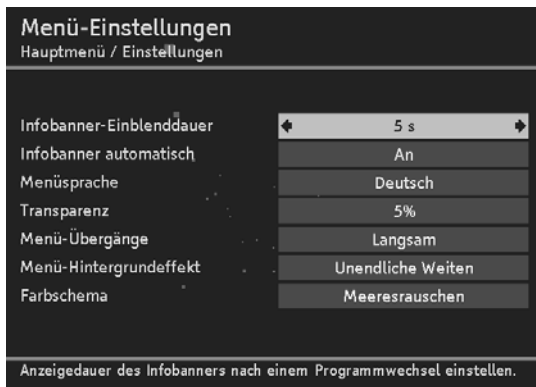 Menü-Einstellungen
Hauptmenü / Einstellungen
Infobanner-Einblenddauer 5 s
Infobanner automatisch An
Menüsprache Deutsch
Transparenz 5%
Menü-Übergänge Langsam
Menü-Hintergrundeffekt Unendliche Weiten
Farbschema Meeresrauschen
Anzeigedauer des Infobanners nach einem Programmwechsel einstellen.